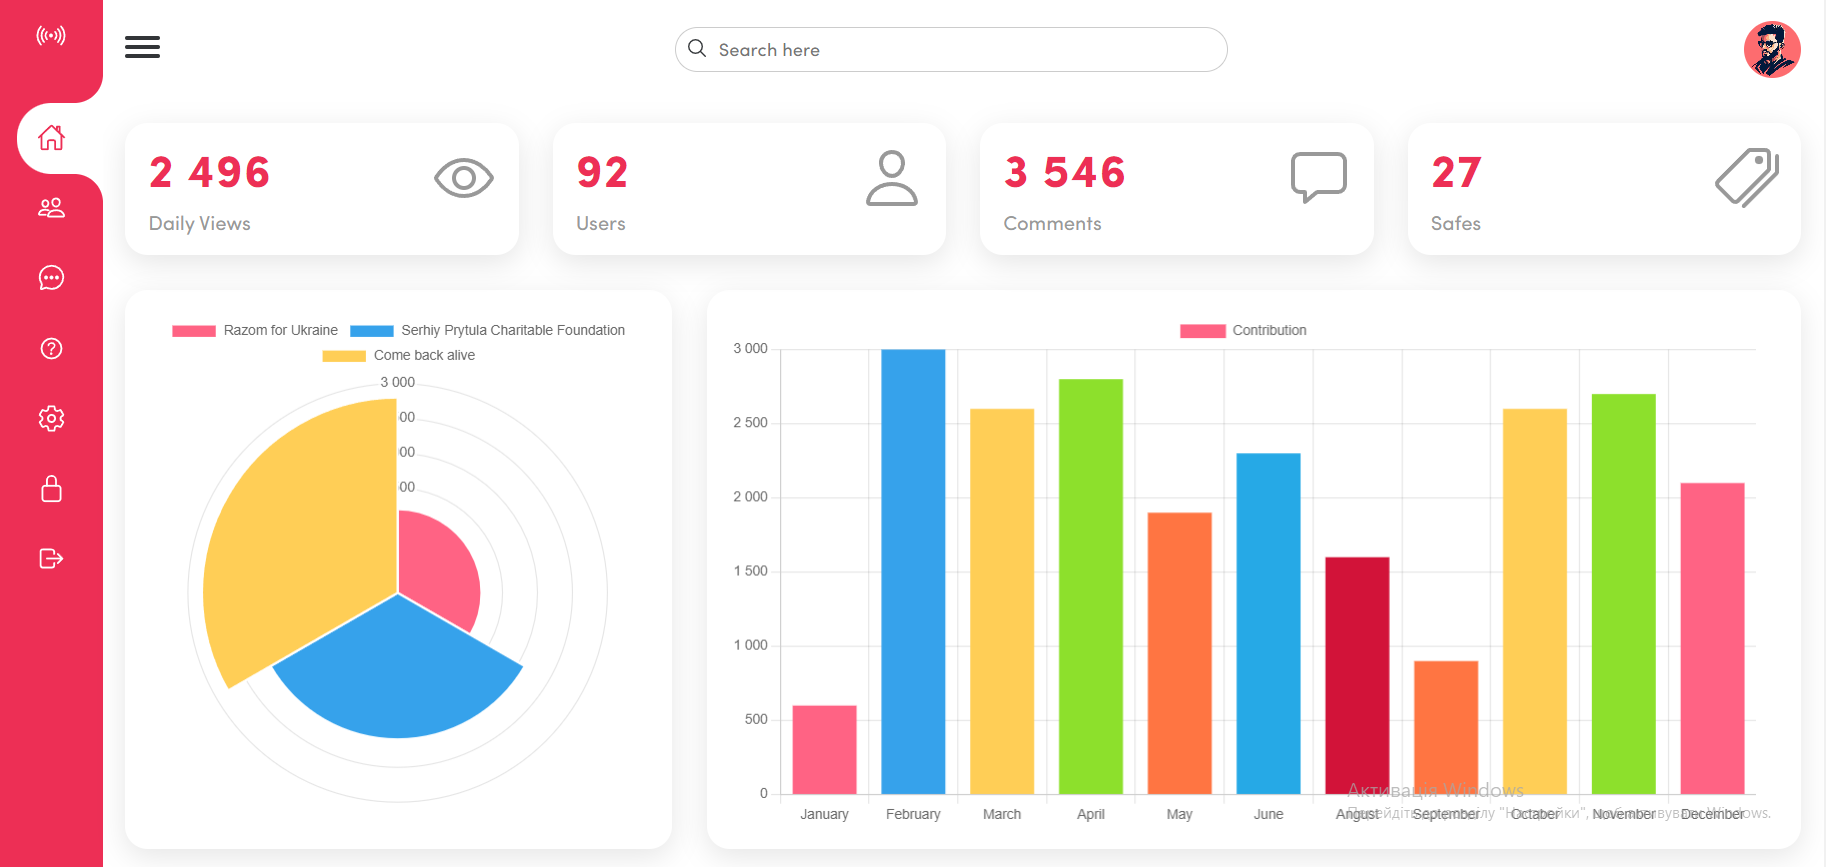 Search here
2 496
Daily Views
92
Users
3 546
Comments
27
Safes
Razom for Ukraine
Serhiy Prytula Charitable Foundation
Come back alive
3 000
00
00
00
Contribution
3 000
2 500
2 000
1 500
1 000
500
0
January February March April May June August September October November December
Активація Windows
Перейдіть до розділу "Настройки", щоб активувати Windows.